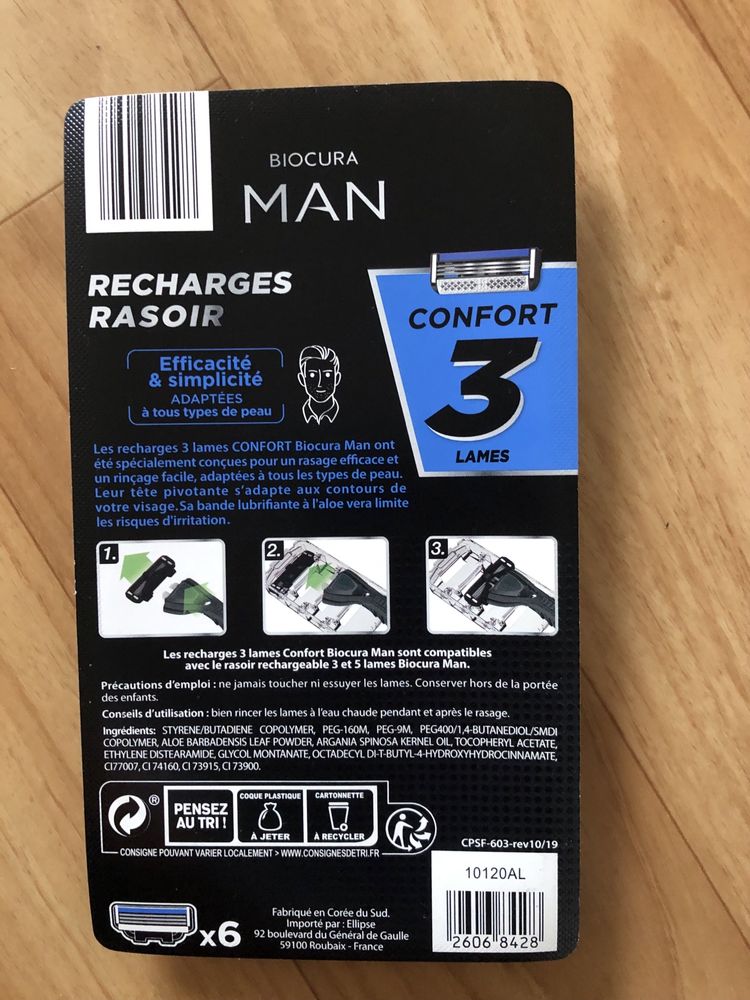 BIOCURA
MAN
RECHARGES
RASOIR
CONFORT
3
LAMES
Efficacité
& simplicité
ADAPTÉES
à tous types de peau
Les recharges 3 lames CONFORT Biocura Man ont
été spécialement conçues pour un rasage efficace et
un rinçage facile, adaptées à tous les types de peau.
Leur tête pivotante s'adapte aux contours de
votre visage.Sa bande lubrifiante à l'aloe vera limite
les risques d'irritation.
1.
2.
3.
Les recharges 3 lames Confort Biocura Man sont compatibles
avec le rasoir rechargeable 3 et 5 lames Biocura Man.
Précautions d'emploi : ne jamais toucher ni essuyer les lames. Conserver hors de la portée
des enfants.
Conseils d'utilisation : bien rincer les lames à l'eau chaude pendant et après le rasage.
Ingrédients: STYRENE/BUTADIENE COPOLYMER, PEG-160M, PEG-9M, PEG400/1,4-BUTANEDIOL/SMDI
COPOLYMER, ALOE BARBADENSIS LEAF POWDER, ARGANIA SPINOSA KERNEL OIL, TOCOPHERYL ACETATE,
ETHYLENE DISTEARAMIDE, GLYCOL MONTANATE, OCTADECYL DI-T-BUTYL-4-HYDROXYHYDROCINNAMATE,
CI77007, CI 74160, CI 73915, CI 73900.
®
PENSEZ
AU TRI !
COQUE PLASTIQUE
À JETER
CARTONNETTE
À RECYCLER
CONSIGNE POUVANT VARIER LOCALEMENT > WWW.CONSIGNESDETRI.FR
CPSF-603-rev10/19
10120AL
2606 8428
x6
Fabriqué en Corée du Sud.
Importé par : Ellipse
92 boulevard du Général de Gaulle
59100 Roubaix - France